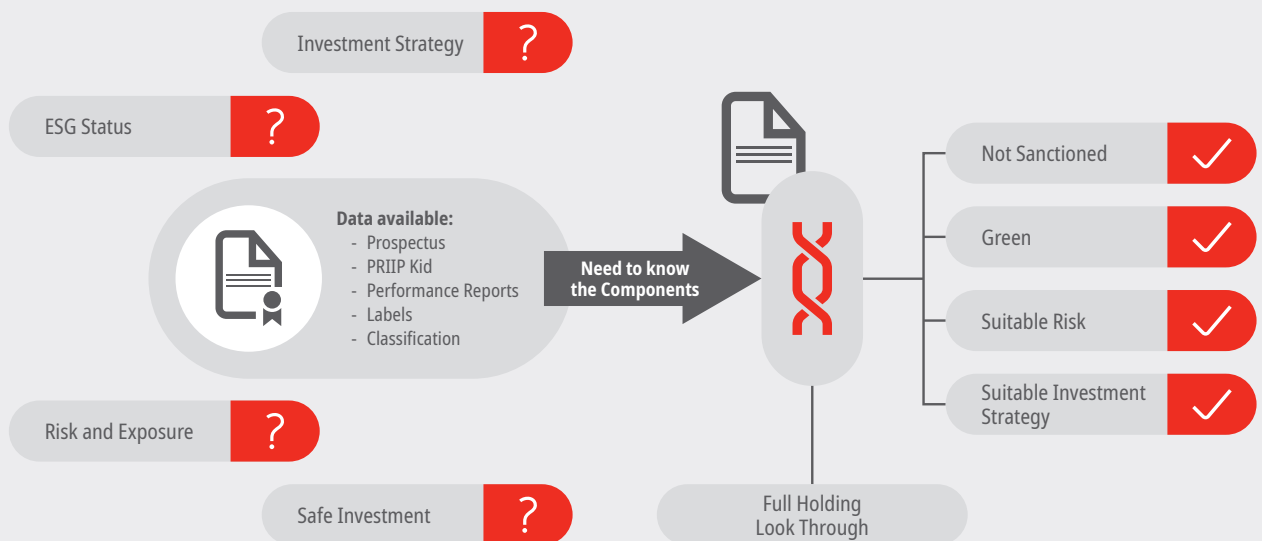 Investment Strategy
?
ESG Status
?
Data available:
- Prospectus
- PRIIP Kid
- Performance Reports
- Labels
- Classification
Risk and Exposure
?
Safe Investment
?
Need to know
the Components
Not Sanctioned
Green
Suitable Risk
Suitable Investment
Strategy
Full Holding
Look Through